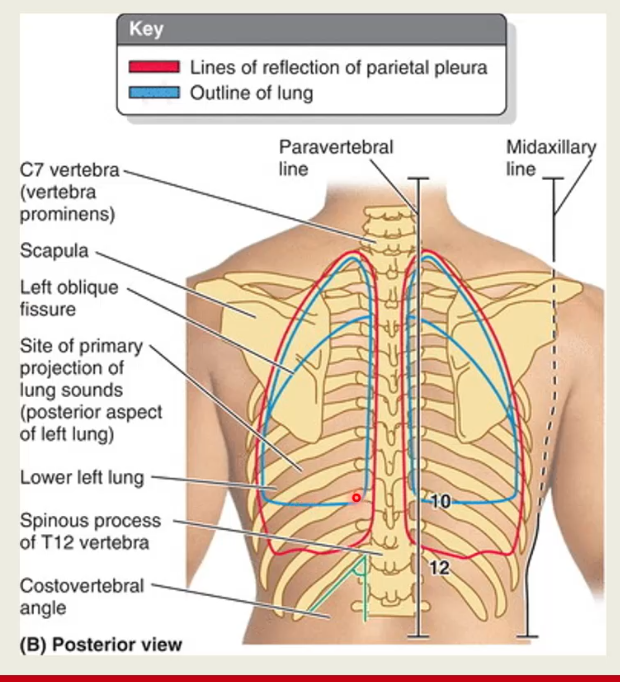 Key
Lines of reflection of parietal pleura
Outline of lung
Paravertebral
line
Midaxillary
line
C7 vertebra
(vertebra
prominens)
Scapula
Left oblique
fissure
Site of primary
projection of
lung sounds
(posterior aspect
of left lung)
Lower left lung
10
Spinous process
of T12 vertebra
12
Costovertebral
angle
(B) Posterior view